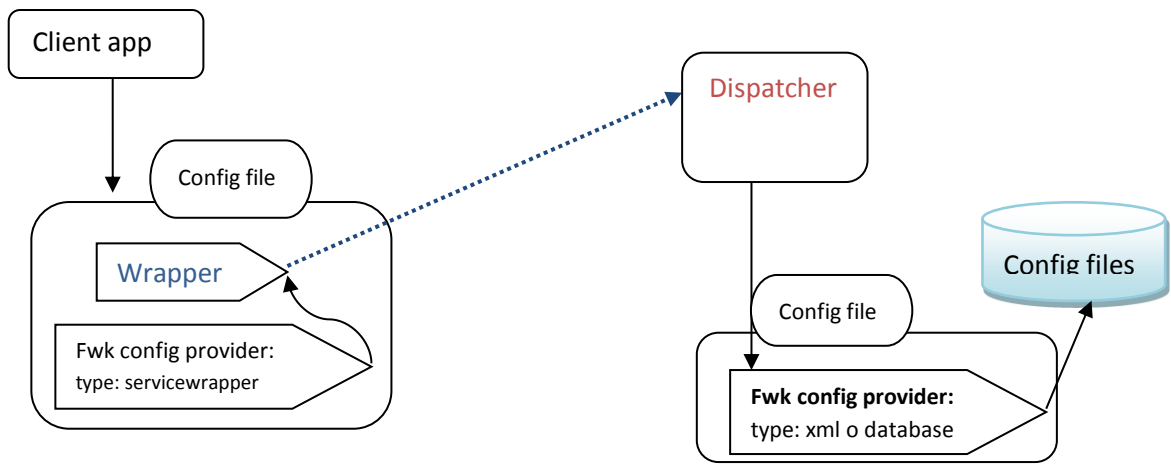 Client app
Config file
Wrapper
Fwk config provider:
type: servicewrapper
Dispatcher
Config files
Config file
Fwk config provider:
type: xml o database